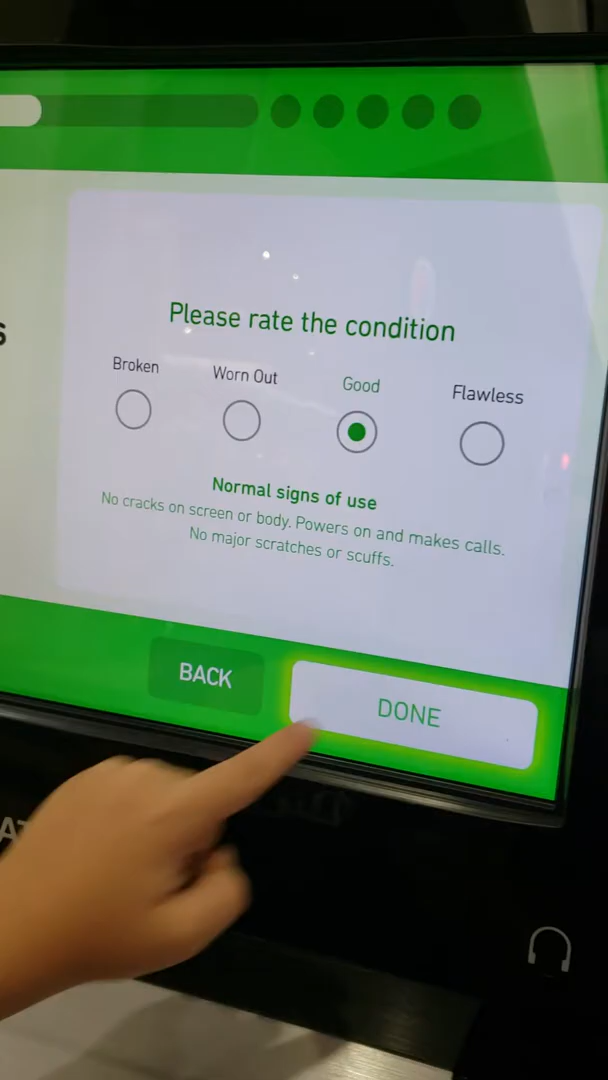 Please rate the condition
Broken Worn Out Good Flawless
Normal signs of use
No cracks on screen or body. Powers on and makes calls.
No major scratches or scuffs.
BACK DONE